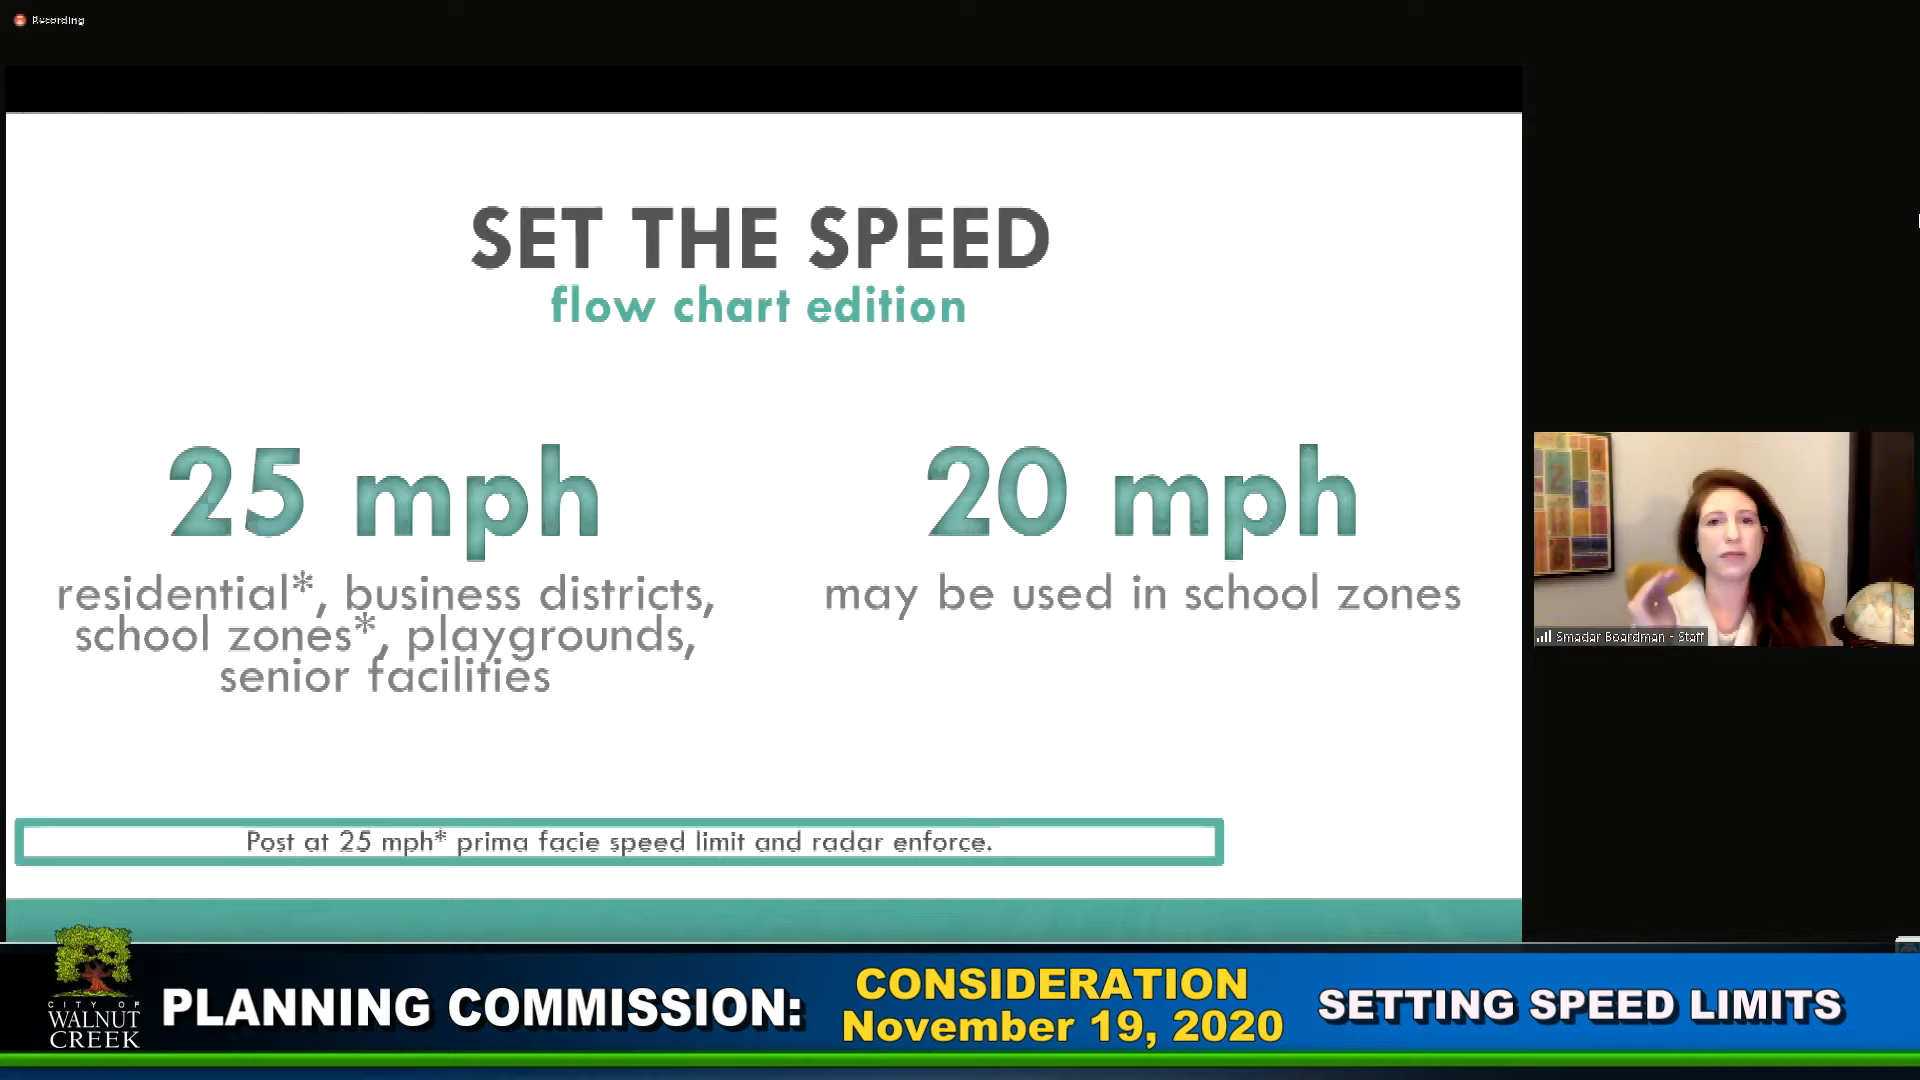 Recording
SET THE SPEED
flow chart edition
25 mph
residential*, business districts,
school zones*, playgrounds,
senior facilities
20 mph
may be used in school zones
Post at 25 mph* prima facie speed limit and radar enforce.
Smadar Boardman - Staff
CITY OF
WALNUT
CREEK
PLANNING COMMISSION:
CONSIDERATION
November 19, 2020
SETTING SPEED LIMITS